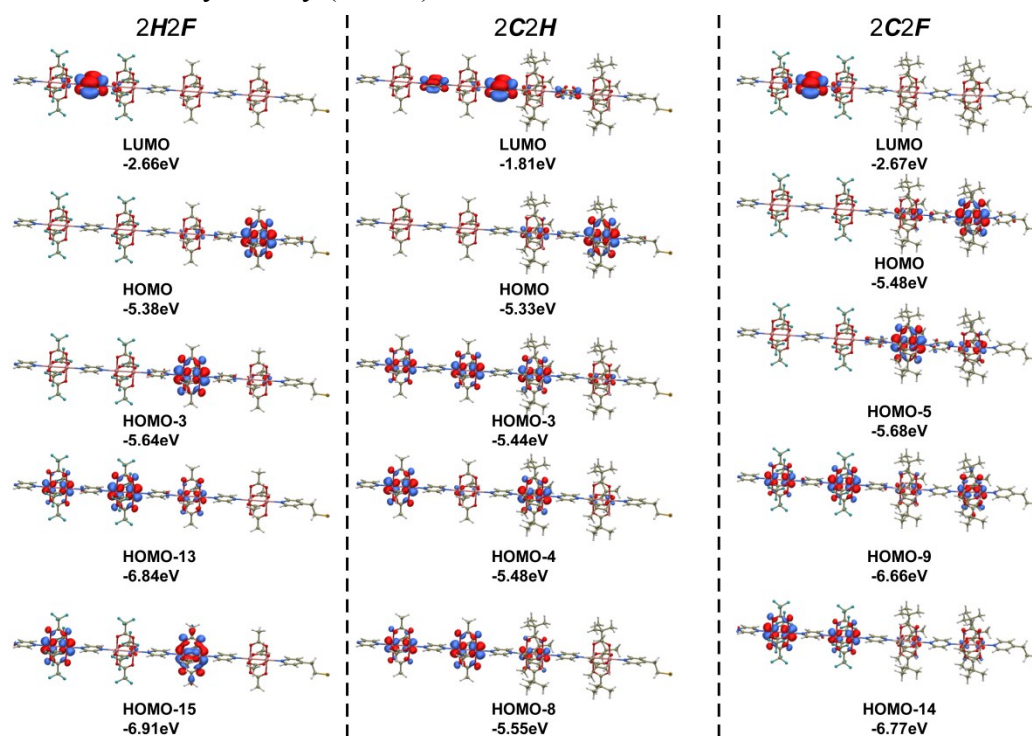 2H2F
LUMO
-2.66eV
HOMO
-5.38eV
HOMO-3
-5.64eV
HOMO-13
-6.84eV
HOMO-15
-6.91eV
2C2H
LUMO
-1.81eV
HOMO
-5.33eV
HOMO-3
-5.44eV
HOMO-4
-5.48eV
HOMO-8
-5.55eV
2C2F
LUMO
-2.67eV
HOMO
-5.48eV
HOMO-5
-5.68eV
HOMO-9
-6.66eV
HOMO-14
-6.77eV